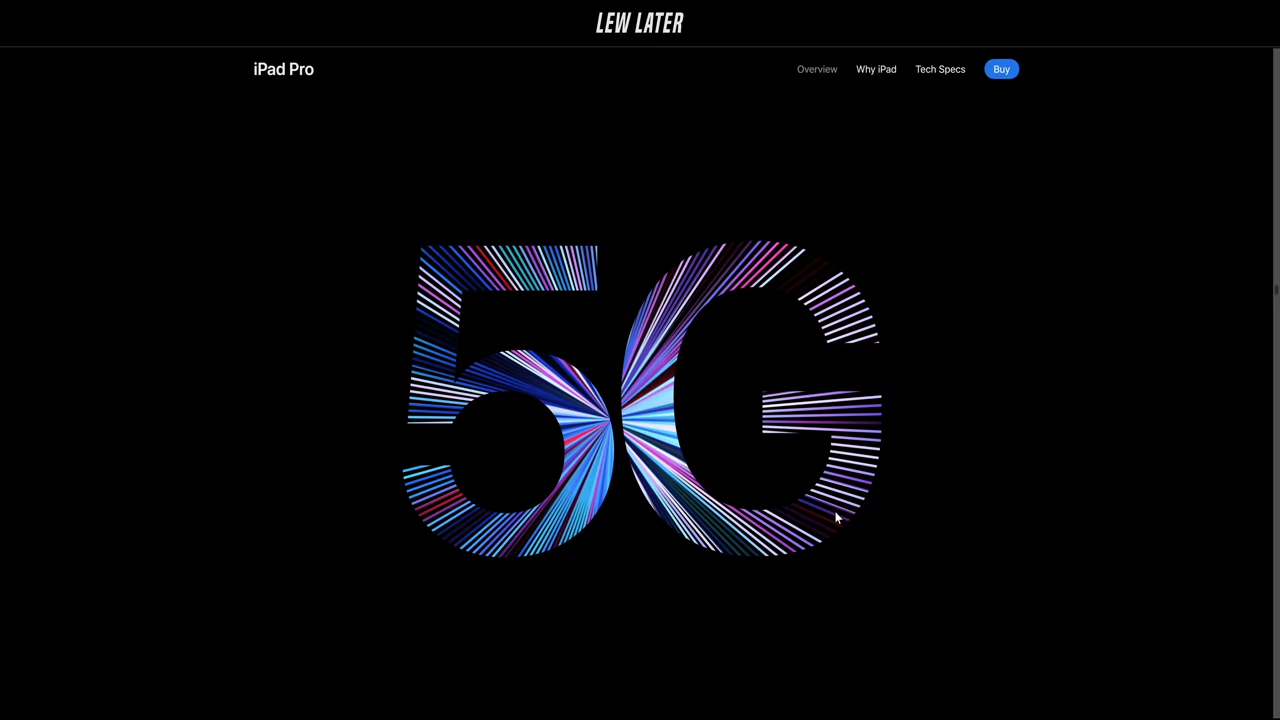 LEW LATER
iPad Pro
Overview
Why iPad
Tech Specs
Buy
5G